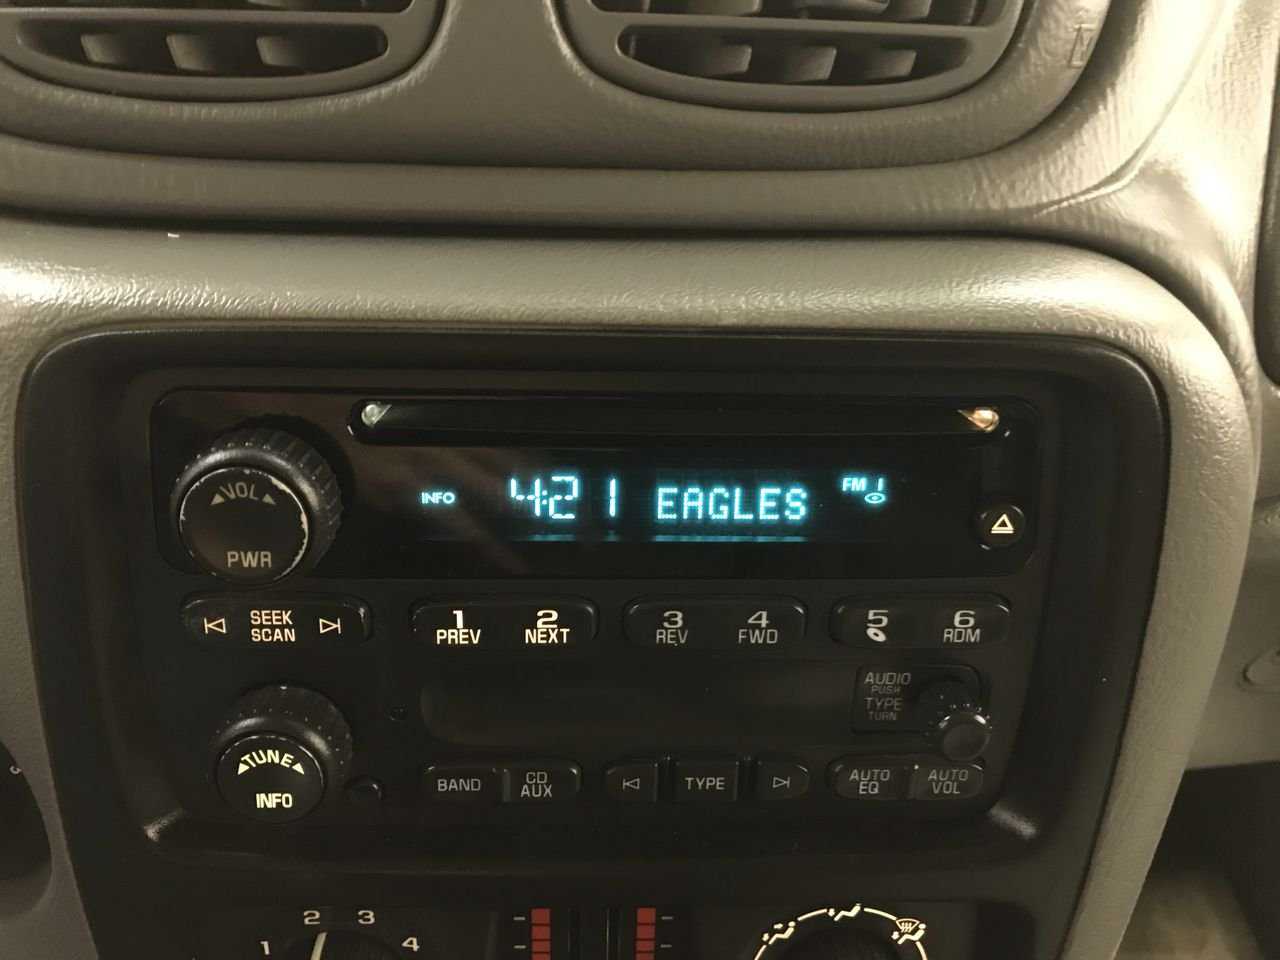 INFO 4:21 EAGLES FM 1
VOL
PWR
SEEK
SCAN
1
PREV
2
NEXT
3
REV
4
FWD
5
6
RDM
AUDIO
PUSH
TYPE
TURN
TUNE
INFO
BAND
CD
AUX
TYPE
AUTO
EQ
AUTO
VOL
1 2 3 4